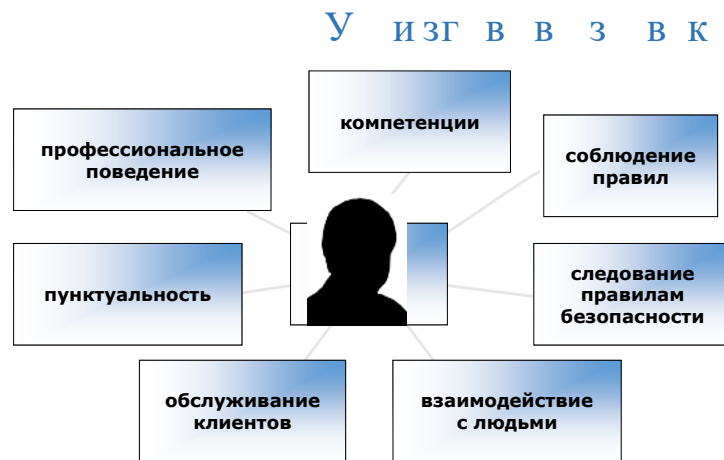 У изг в в з в к
компетенции
профессиональное
поведение
соблюдение
правил
пунктуальность
следование
правилам
безопасности
обслуживание
клиентов
взаимодействие
с людьми